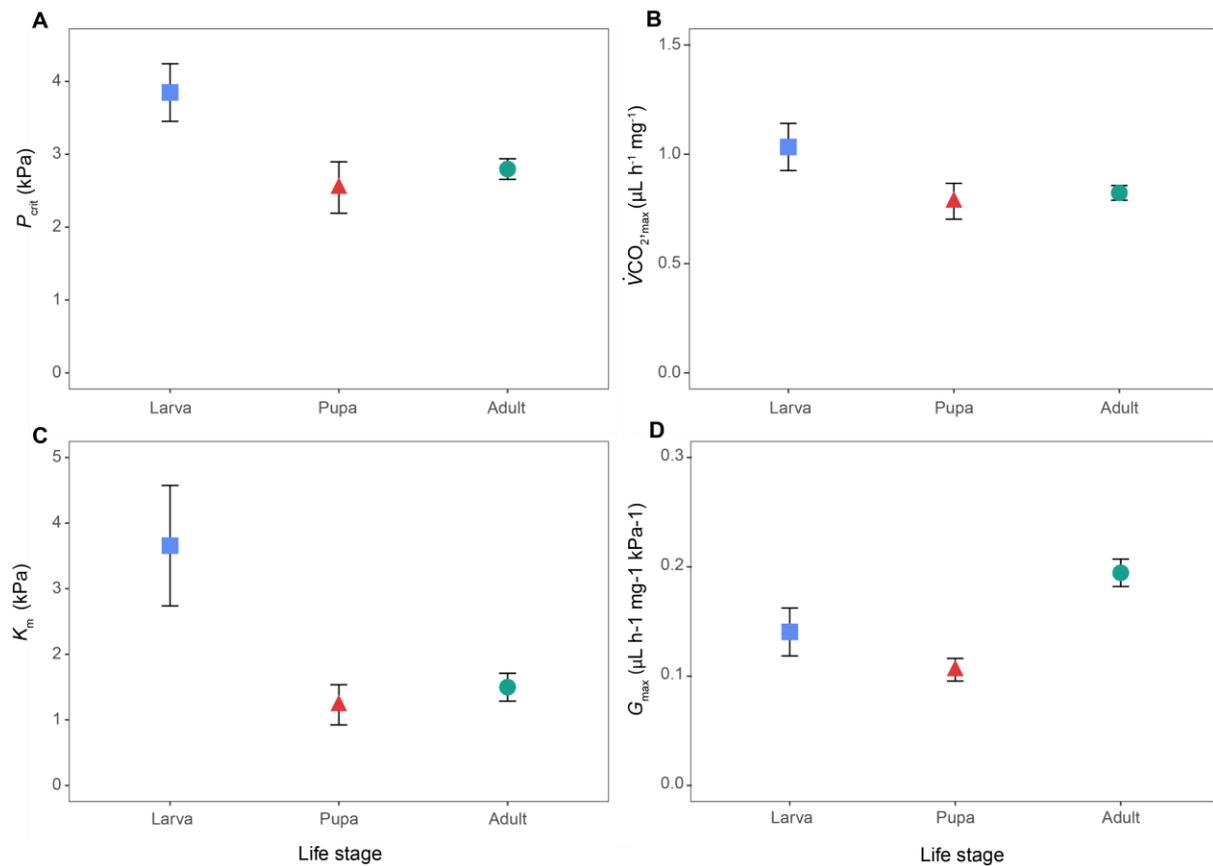 A
P_crit (kPa)
4
3
2
1
0
Larva Pupa Adult
B
V̇CO₂,max (µL h⁻¹ mg⁻¹)
1.5
1.0
0.5
0.0
Larva Pupa Adult
C
K_m (kPa)
5
4
3
2
1
0
Larva Pupa Adult
Life stage
D
G_max (µL h-1 mg-1 kPa-1)
0.3
0.2
0.1
0.0
Larva Pupa Adult
Life stage